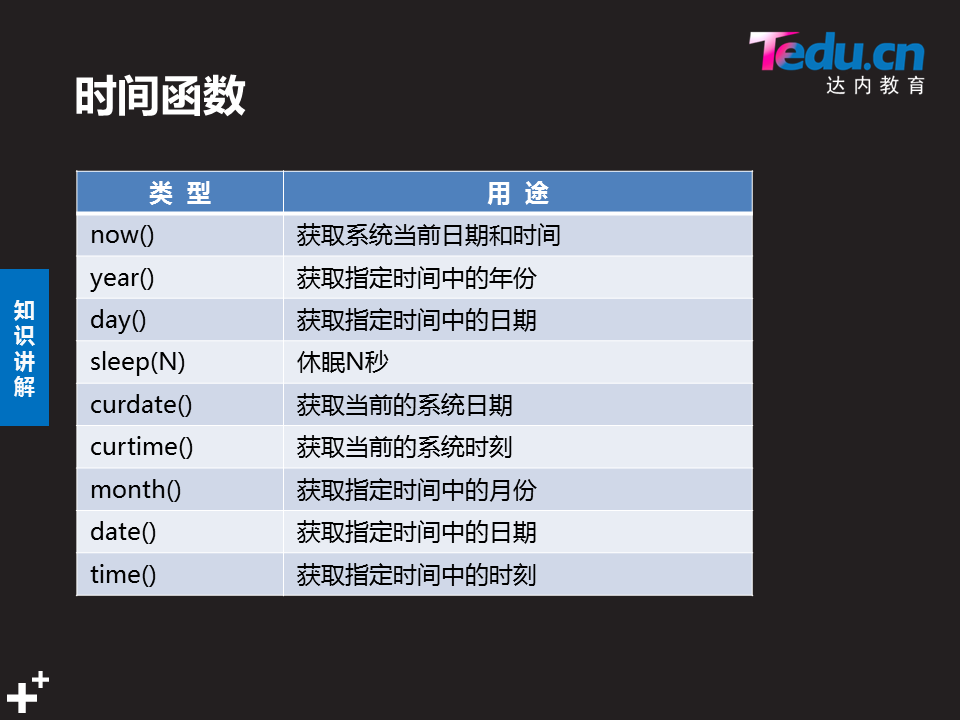 Tedu.cn
达内教育
时间函数
类 型 用 途
now() 获取系统当前日期和时间
year() 获取指定时间中的年份
day() 获取指定时间中的日期
sleep(N) 休眠N秒
curdate() 获取当前的系统日期
curtime() 获取当前的系统时刻
month() 获取指定时间中的月份
date() 获取指定时间中的日期
time() 获取指定时间中的时刻
知识讲解